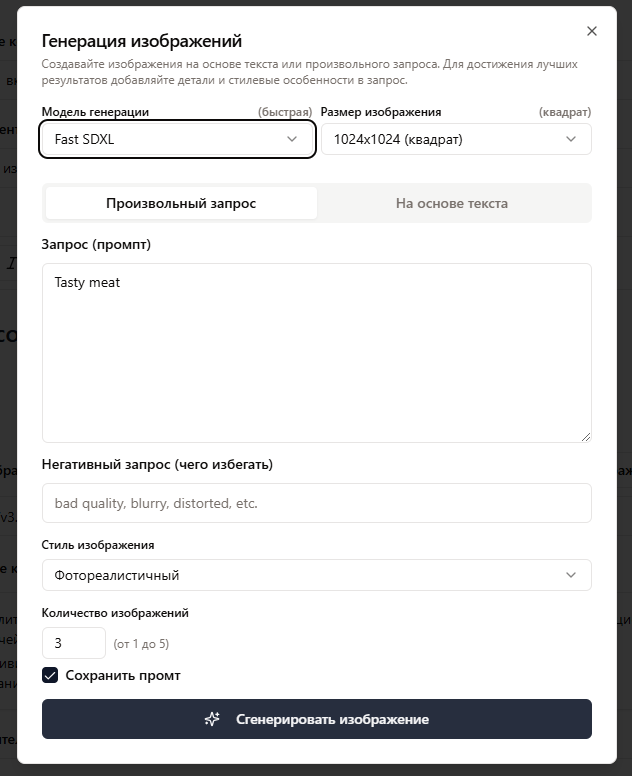 Генерация изображений
Создавайте изображения на основе текста или произвольного запроса. Для достижения лучших
результатов добавляйте детали и стилевые особенности в запрос.
Модель генерации (быстрая) Размер изображения (квадрат)
Fast SDXL 1024x1024 (квадрат)
Произвольный запрос На основе текста
Запрос (промпт)
Tasty meat
Негативный запрос (чего избегать)
bad quality, blurry, distorted, etc.
Стиль изображения
Фотореалистичный
Количество изображений
3 (от 1 до 5)
Сохранить промт
Сгенерировать изображение